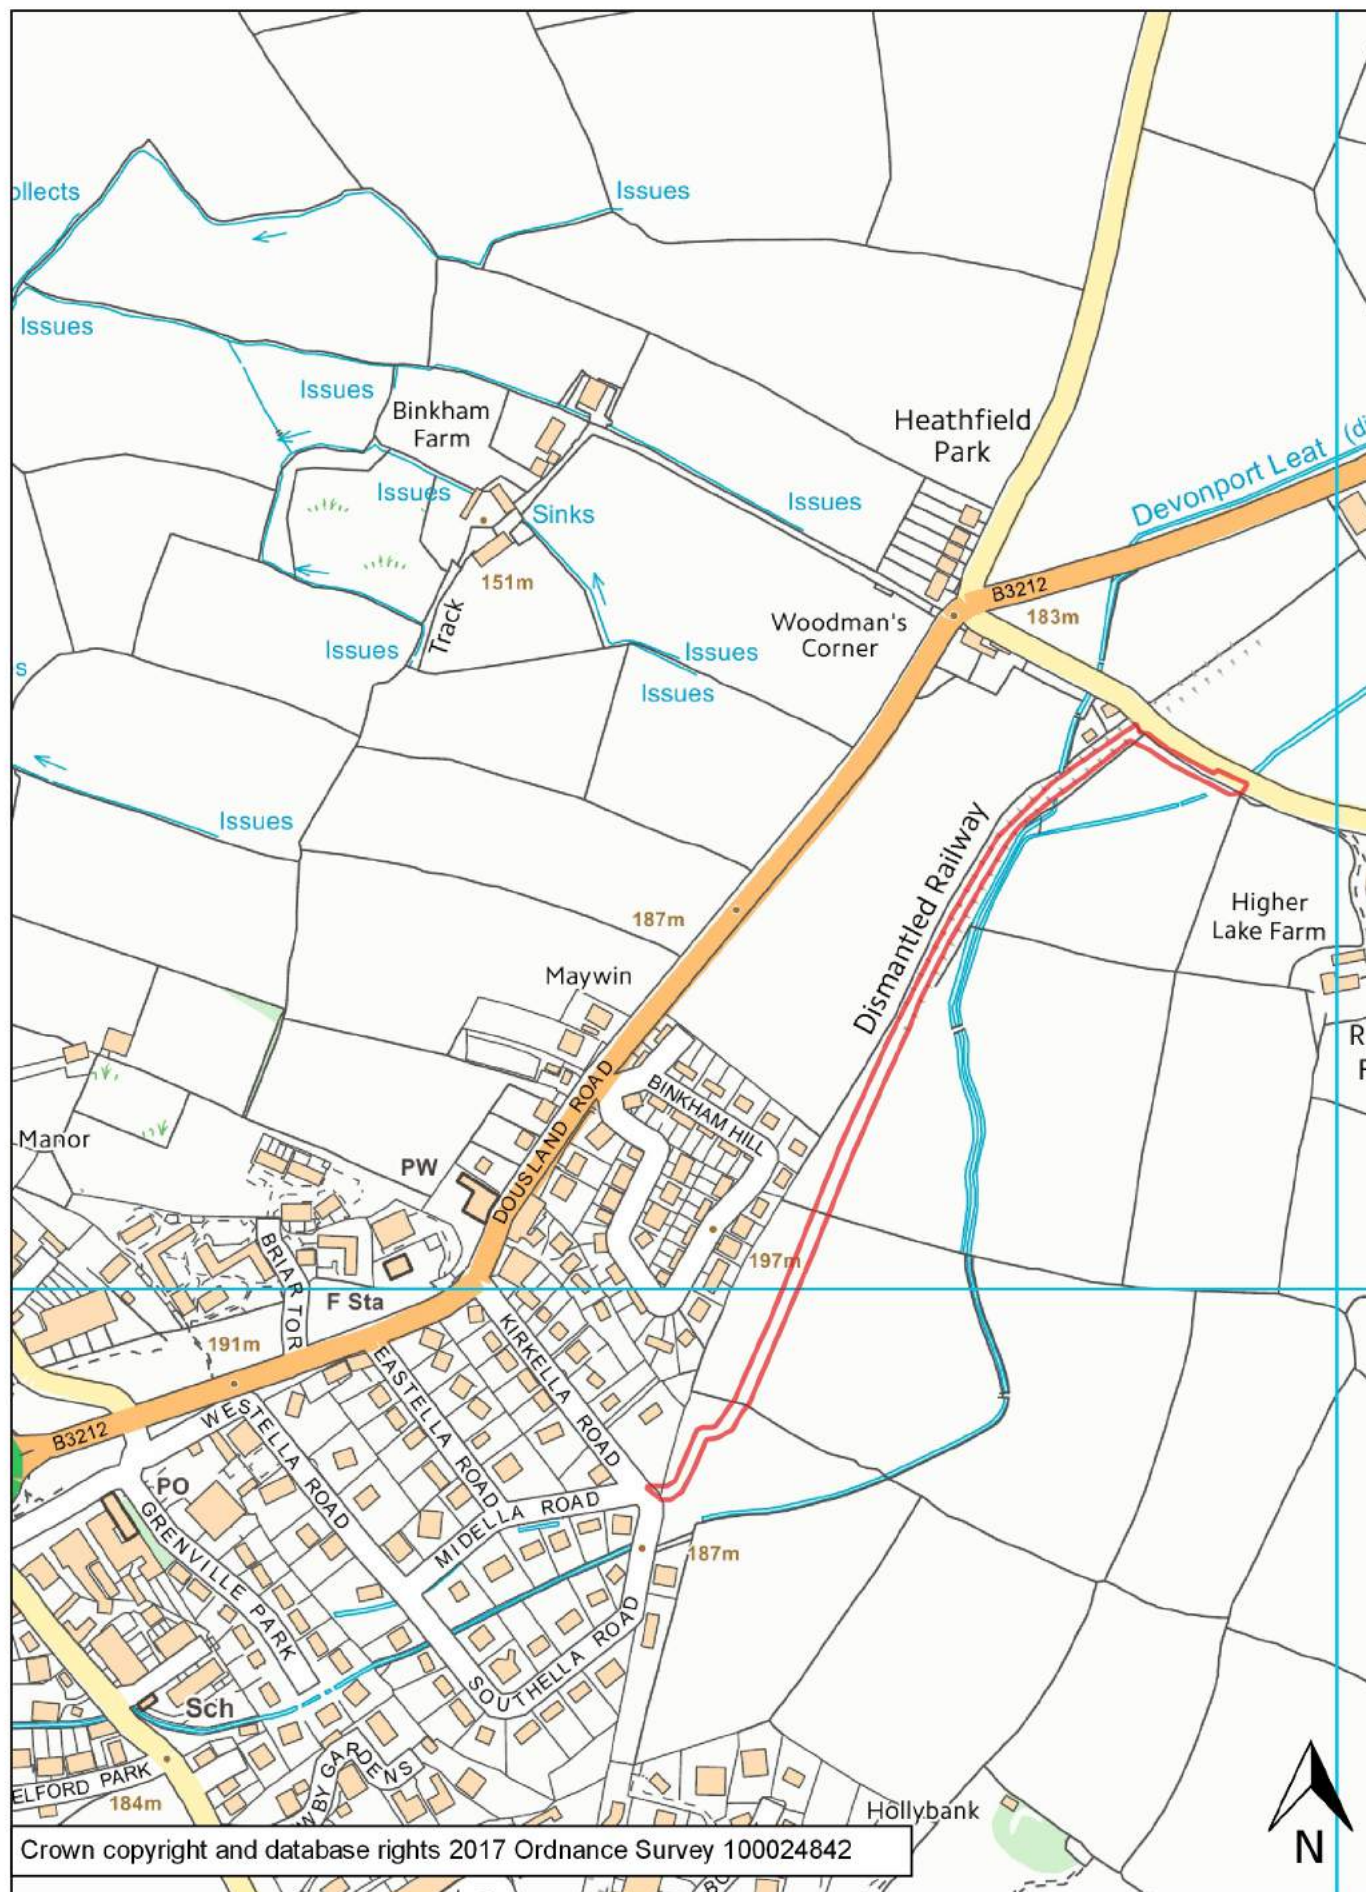 Issues
Issues
Issues
Binkham
Farm
Heathfield
Park
Devonport Leat
Issues
Issues
Sinks
151m
B3212
183m
Woodman's
Corner
Track
Issues
Issues
Issues
Issues
187m
Dismantled Railway
Higher
Lake Farm
Maywin
DOUSLAND ROAD
BINKHAM HILL
Manor
PW
BRIAR TOR
197m
F Sta
191m
KIRKELLA ROAD
EASTELLA ROAD
WESTELLA ROAD
B3212
PO
GRENVILLE PARK
MIDELLA ROAD
187m
SOUTHELLA ROAD
Sch
ELFORD PARK
184m
GARDENS
Hollybank
N
Crown copyright and database rights 2017 Ordnance Survey 100024842